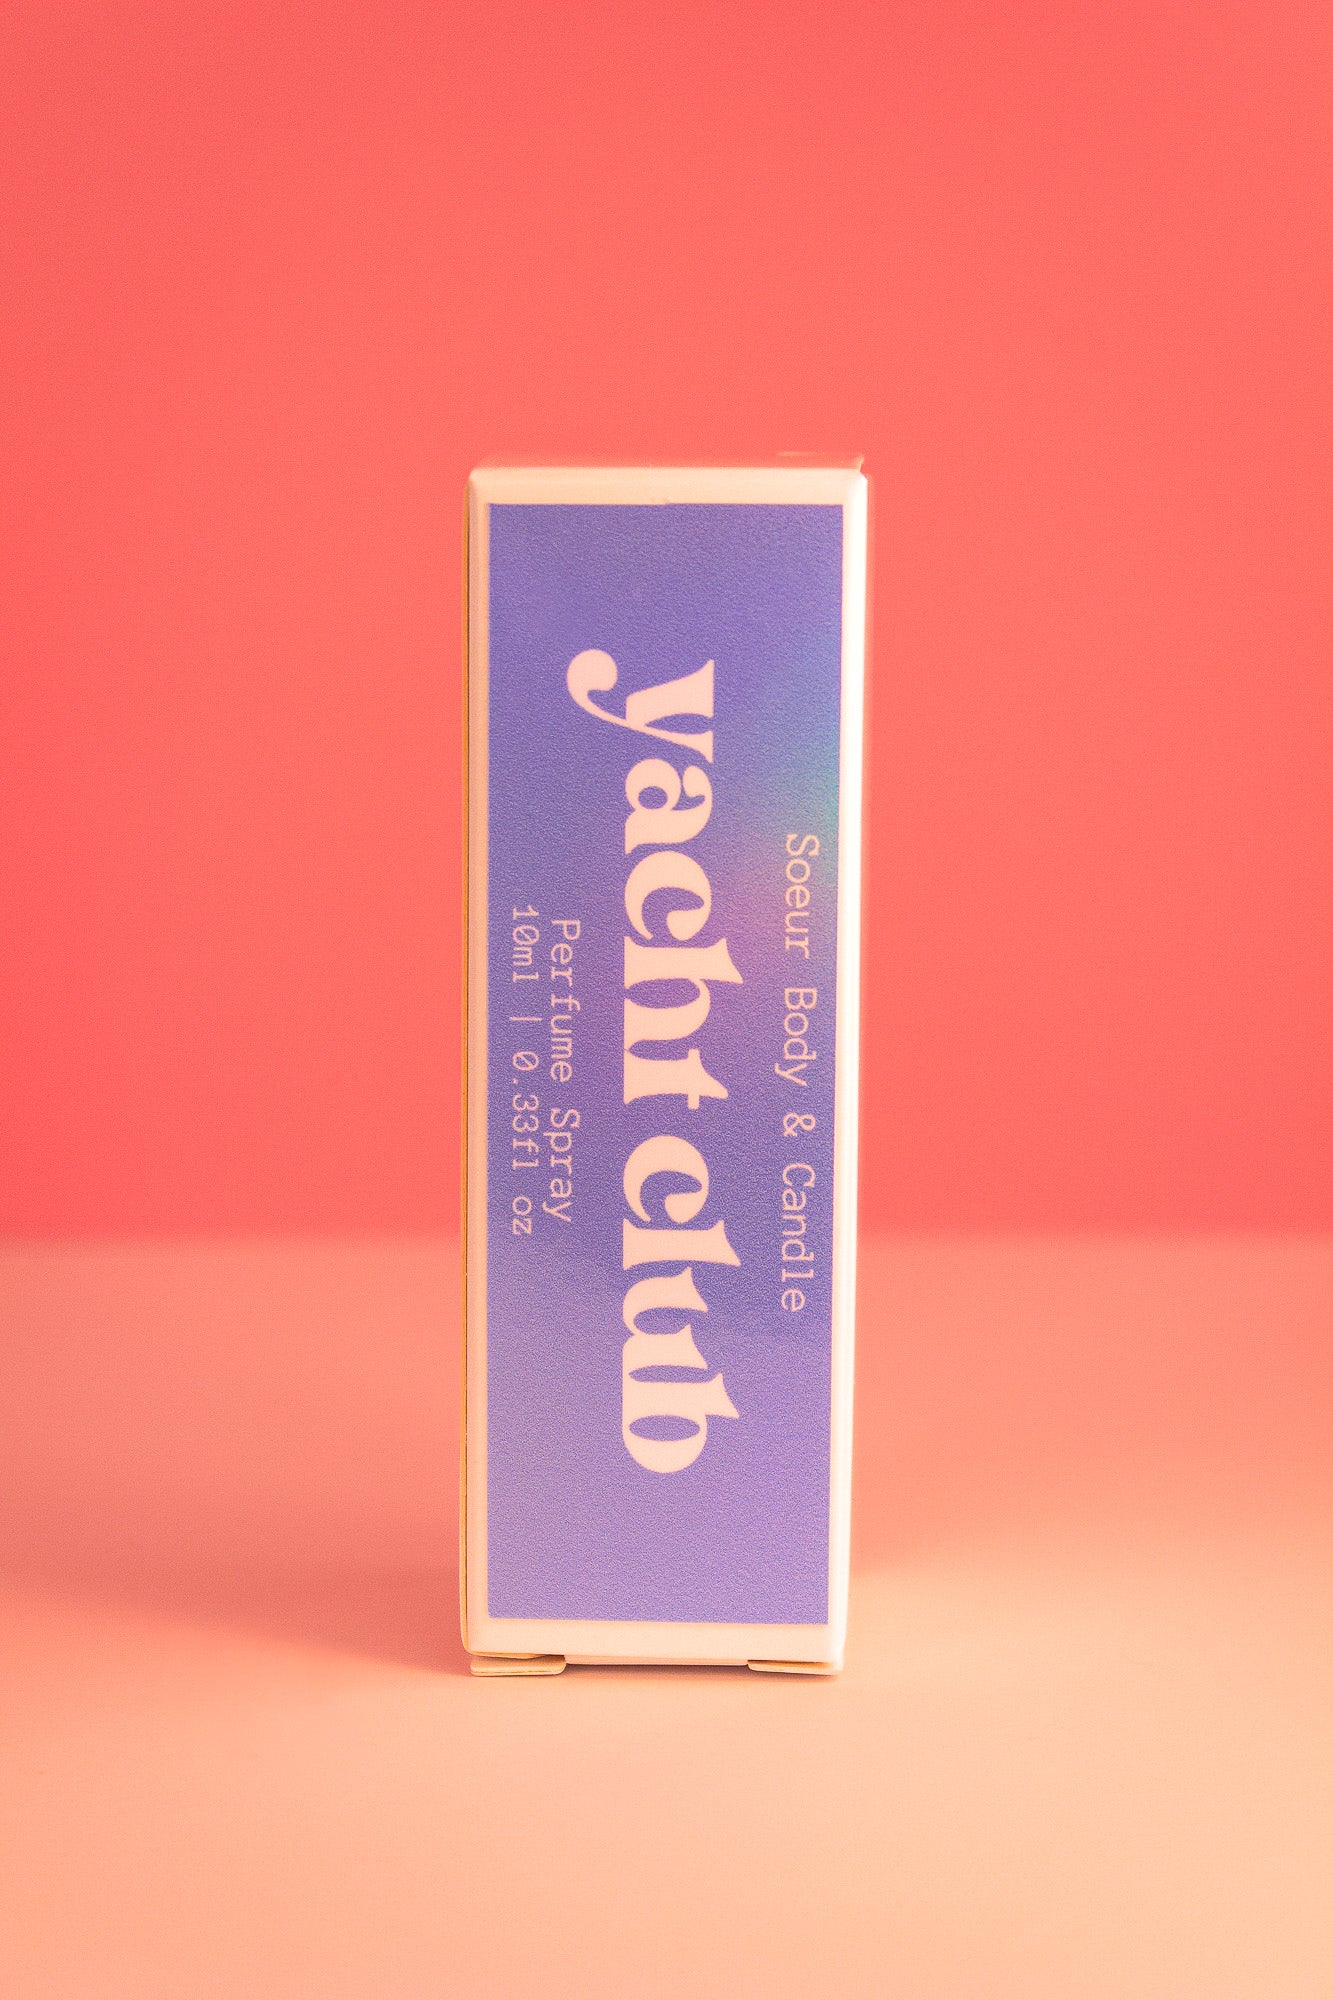 Soeur Body & Candle
yacht club
Perfume Spray
10ml | 0.33fl oz